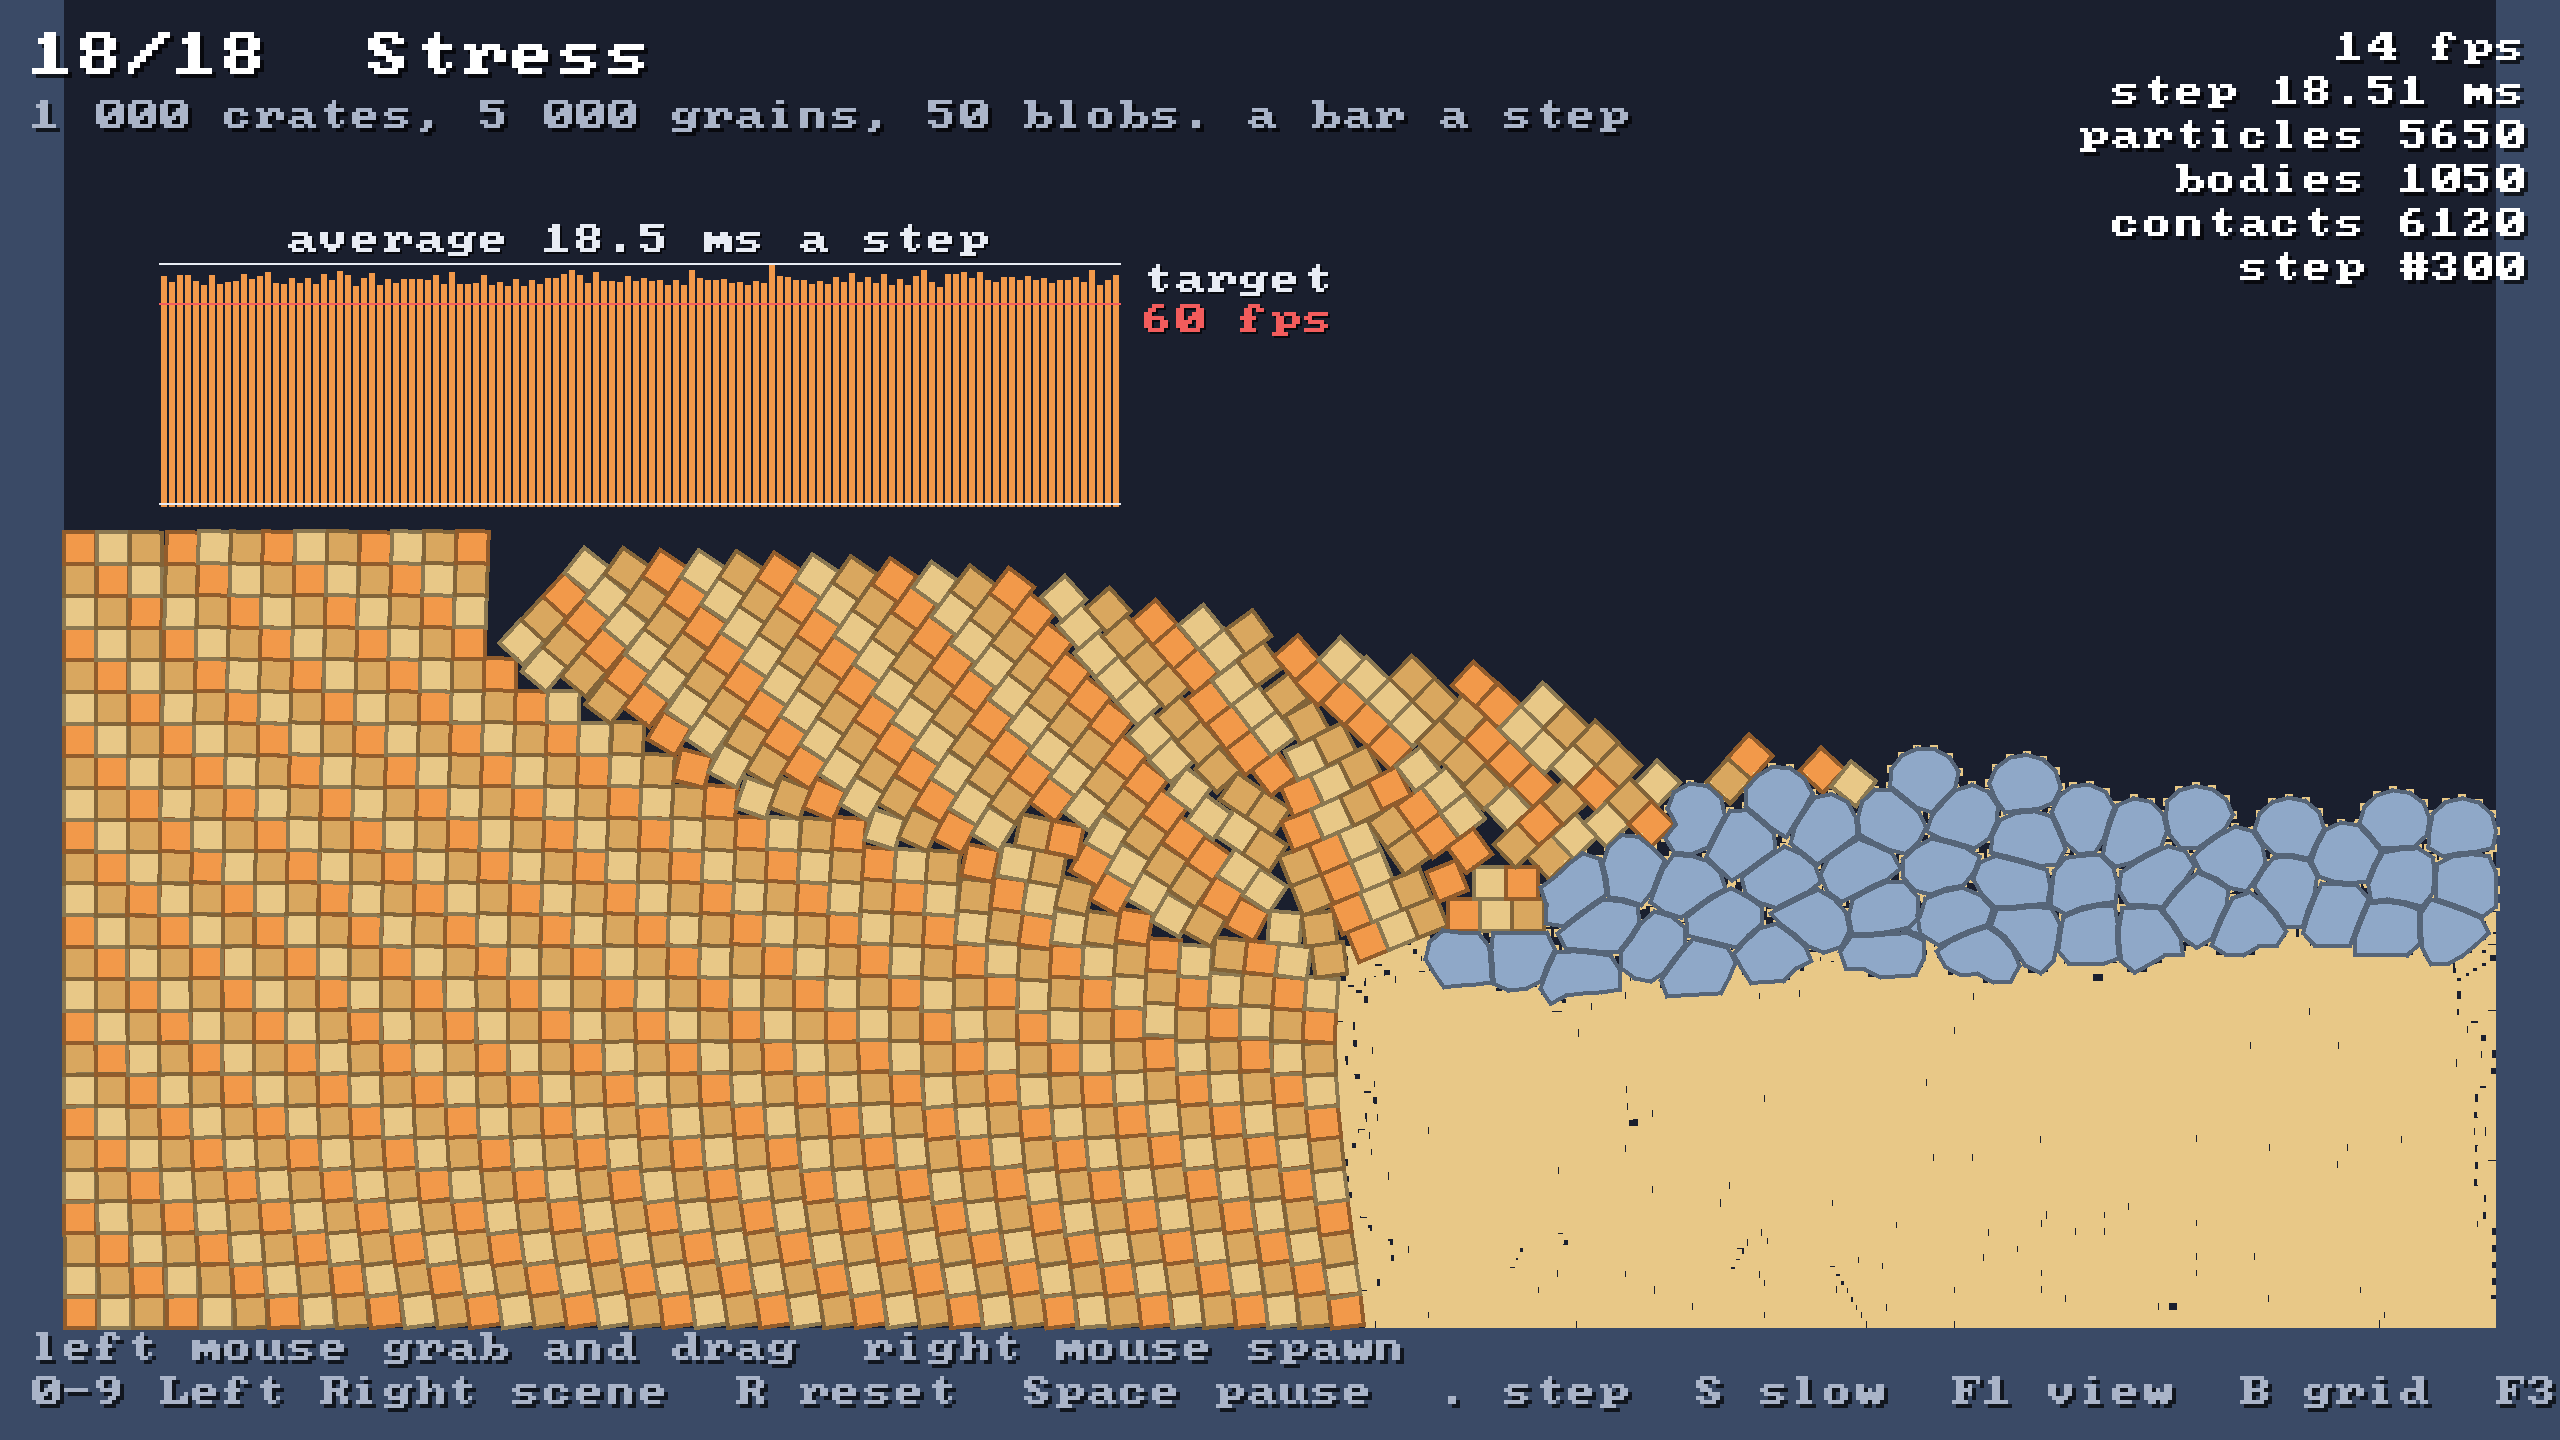 18/18  Stress
1 000 crates, 5 000 grains, 50 blobs. a bar a step
14 fps
step 18.51 ms
particles 5650
bodies 1050
contacts 6120
step #300
average 18.5 ms a step
target
60 fps
left mouse grab and drag  right mouse spawn
0-9 Left Right scene  R reset  Space pause  . step  S slow  F1 view  B grid  F3